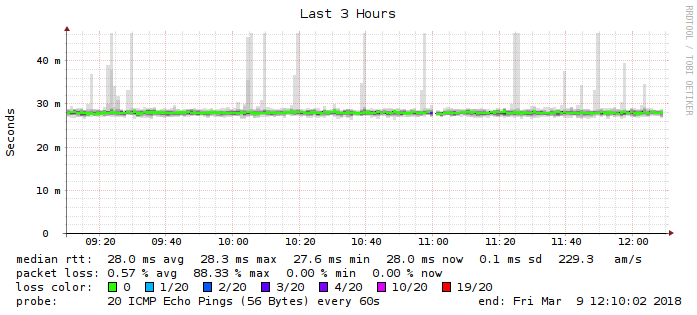 Last 3 Hours
RRDTOOL / TOBI OETIKER
Seconds
40 m
30 m
20 m
10 m
0
09:20 09:40 10:00 10:20 10:40 11:00 11:20 11:40 12:00
median rtt: 28.0 ms avg 28.3 ms max 27.6 ms min 28.0 ms now 0.1 ms sd 229.3 am/s
packet loss: 0.57 % avg 88.33 % max 0.00 % min 0.00 % now
loss color: 0 1/20 2/20 3/20 4/20 10/20 19/20
probe: 20 ICMP Echo Pings (56 Bytes) every 60s end: Fri Mar 9 12:10:02 2018